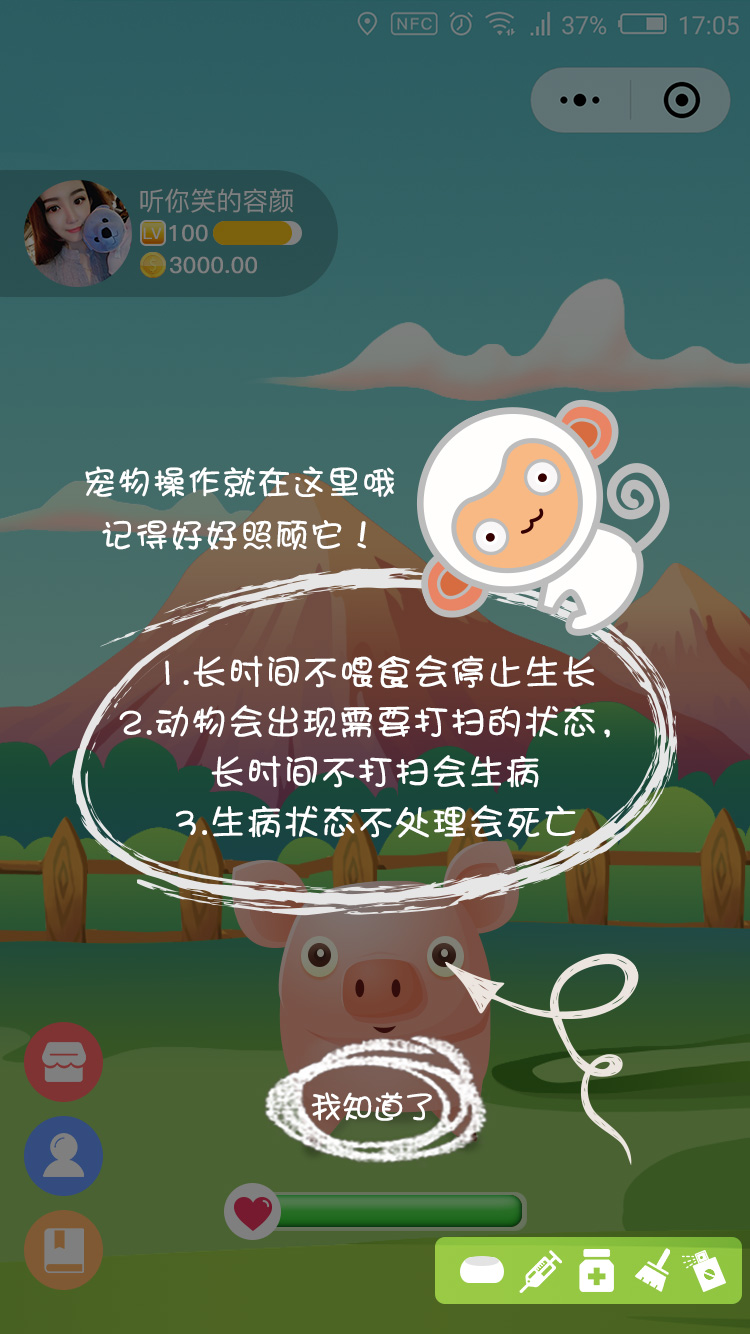 NFC 37% 17:05
听你笑的容颜
LV 100
3000.00
宠物操作就在这里哦
记得好好照顾它！
1.长时间不喂食会停止生长
2.动物会出现需要打扫的状态，
长时间不打扫会生病
3.生病状态不处理会死亡
我知道了